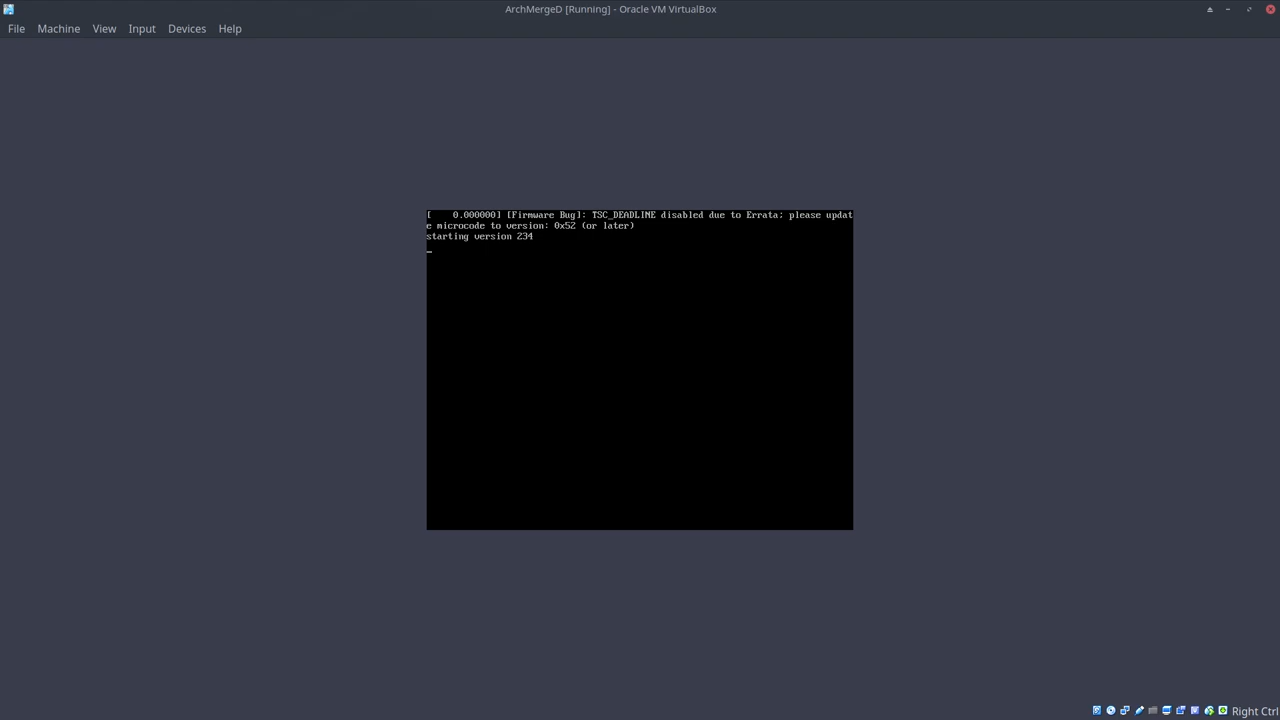 ArchMergeD [Running] - Oracle VM VirtualBox
File Machine View Input Devices Help
[    0.000000] [Firmware Bug]: TSC_DEADLINE disabled due to Errata; please updat
e microcode to version: 0x52 (or later)
starting version 234
Right Ctrl